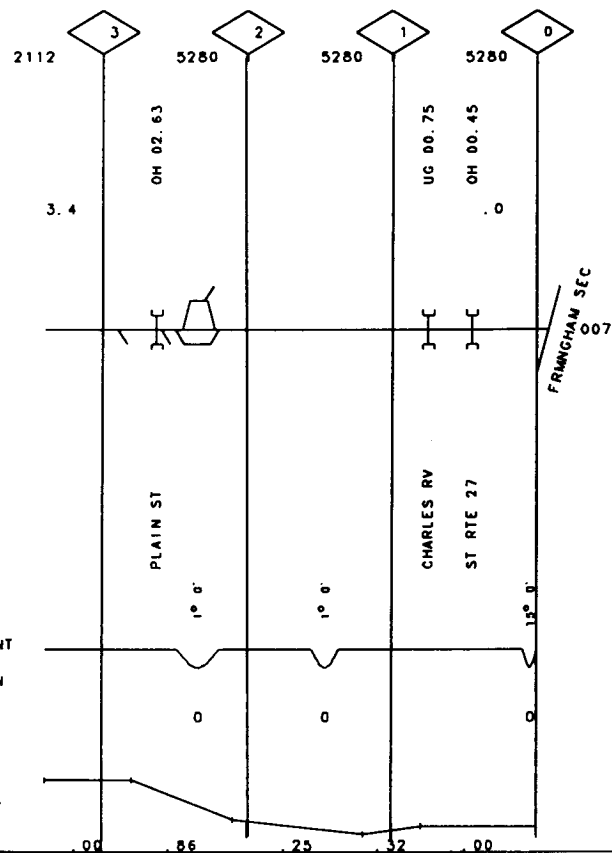 3 2 1 0
2112 5280 5280 5280
OH 02.63
UG 00.75
OH 00.45
3.4 .0
FRMNGHAM SEC
007
PLAIN ST
CHARLES RV
ST RTE 27
1° 0' 1° 0' 15° 0'
NT
N
0 0 0
.00 .86 .25 .32 .00